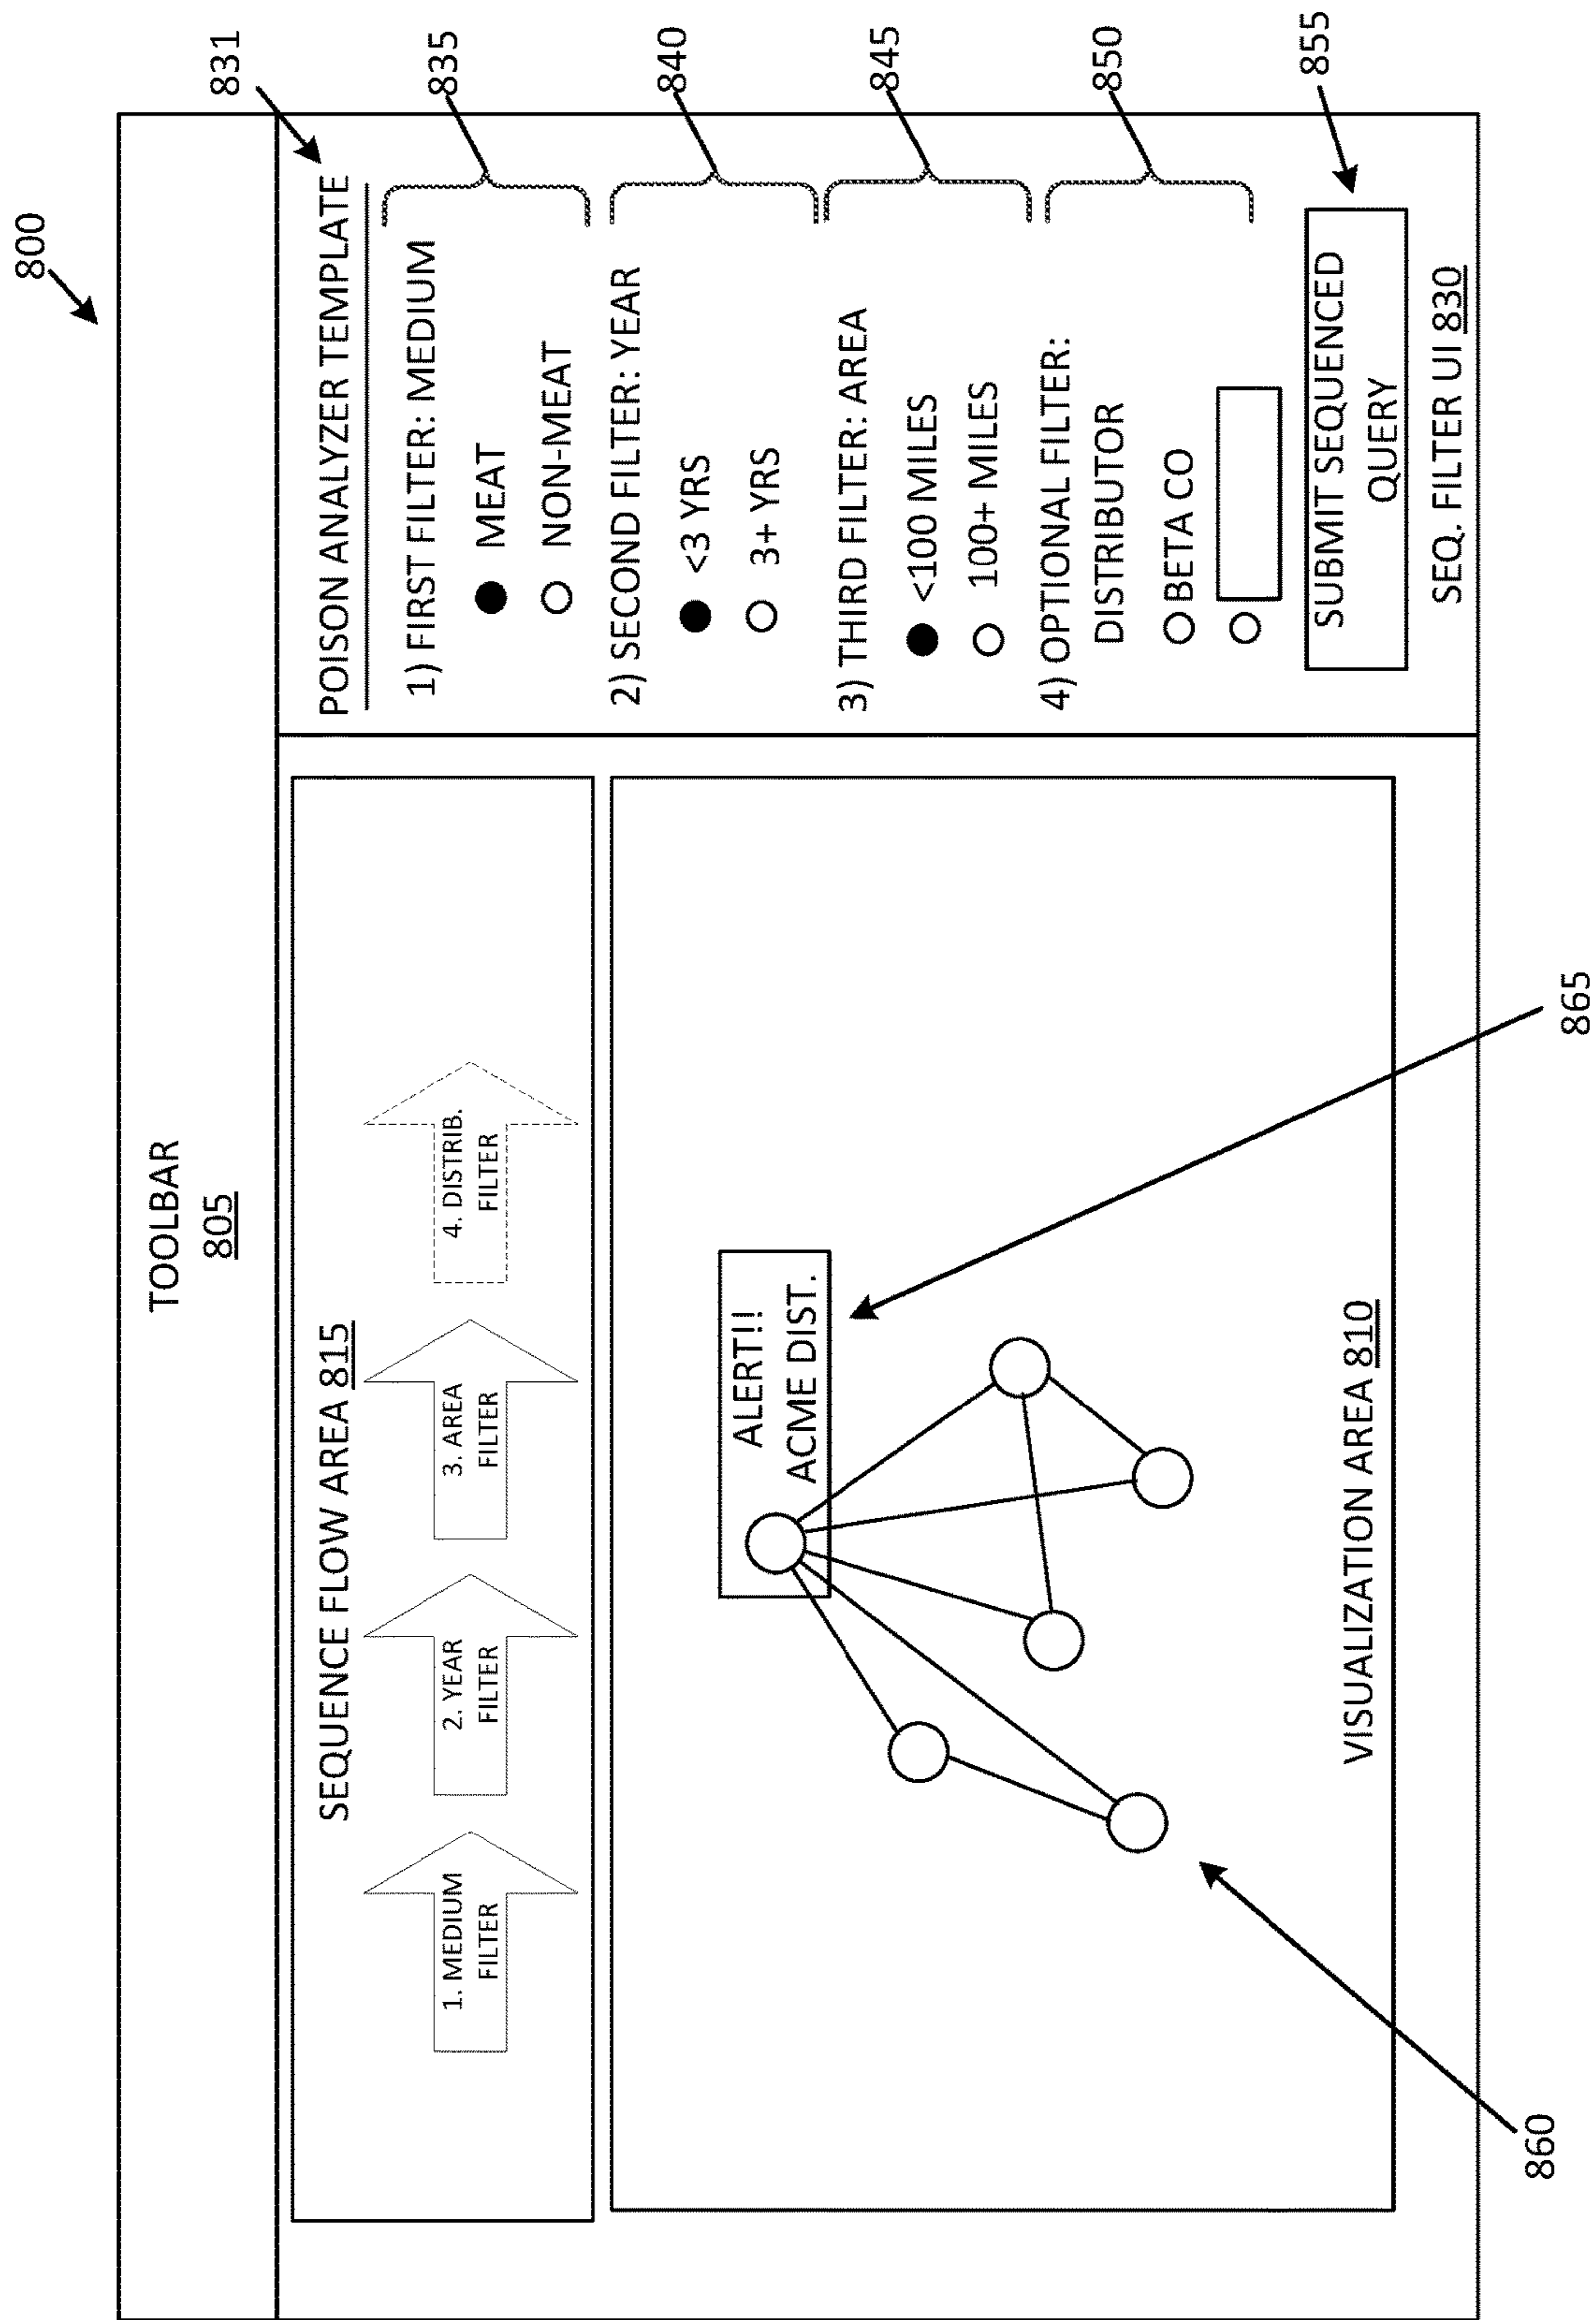 800
TOOLBAR
805
SEQUENCE FLOW AREA 815
1. MEDIUM
FILTER
2. YEAR
FILTER
3. AREA
FILTER
4. DISTRIB.
FILTER
ALERT!!
ACME DIST.
VISUALIZATION AREA 810
860
865
POISON ANALYZER TEMPLATE
831
1) FIRST FILTER: MEDIUM
MEAT
NON-MEAT
835
2) SECOND FILTER: YEAR
<3 YRS
3+ YRS
840
3) THIRD FILTER: AREA
<100 MILES
100+ MILES
845
4) OPTIONAL FILTER:
DISTRIBUTOR
BETA CO
850
SUBMIT SEQUENCED
QUERY
855
SEQ. FILTER UI 830